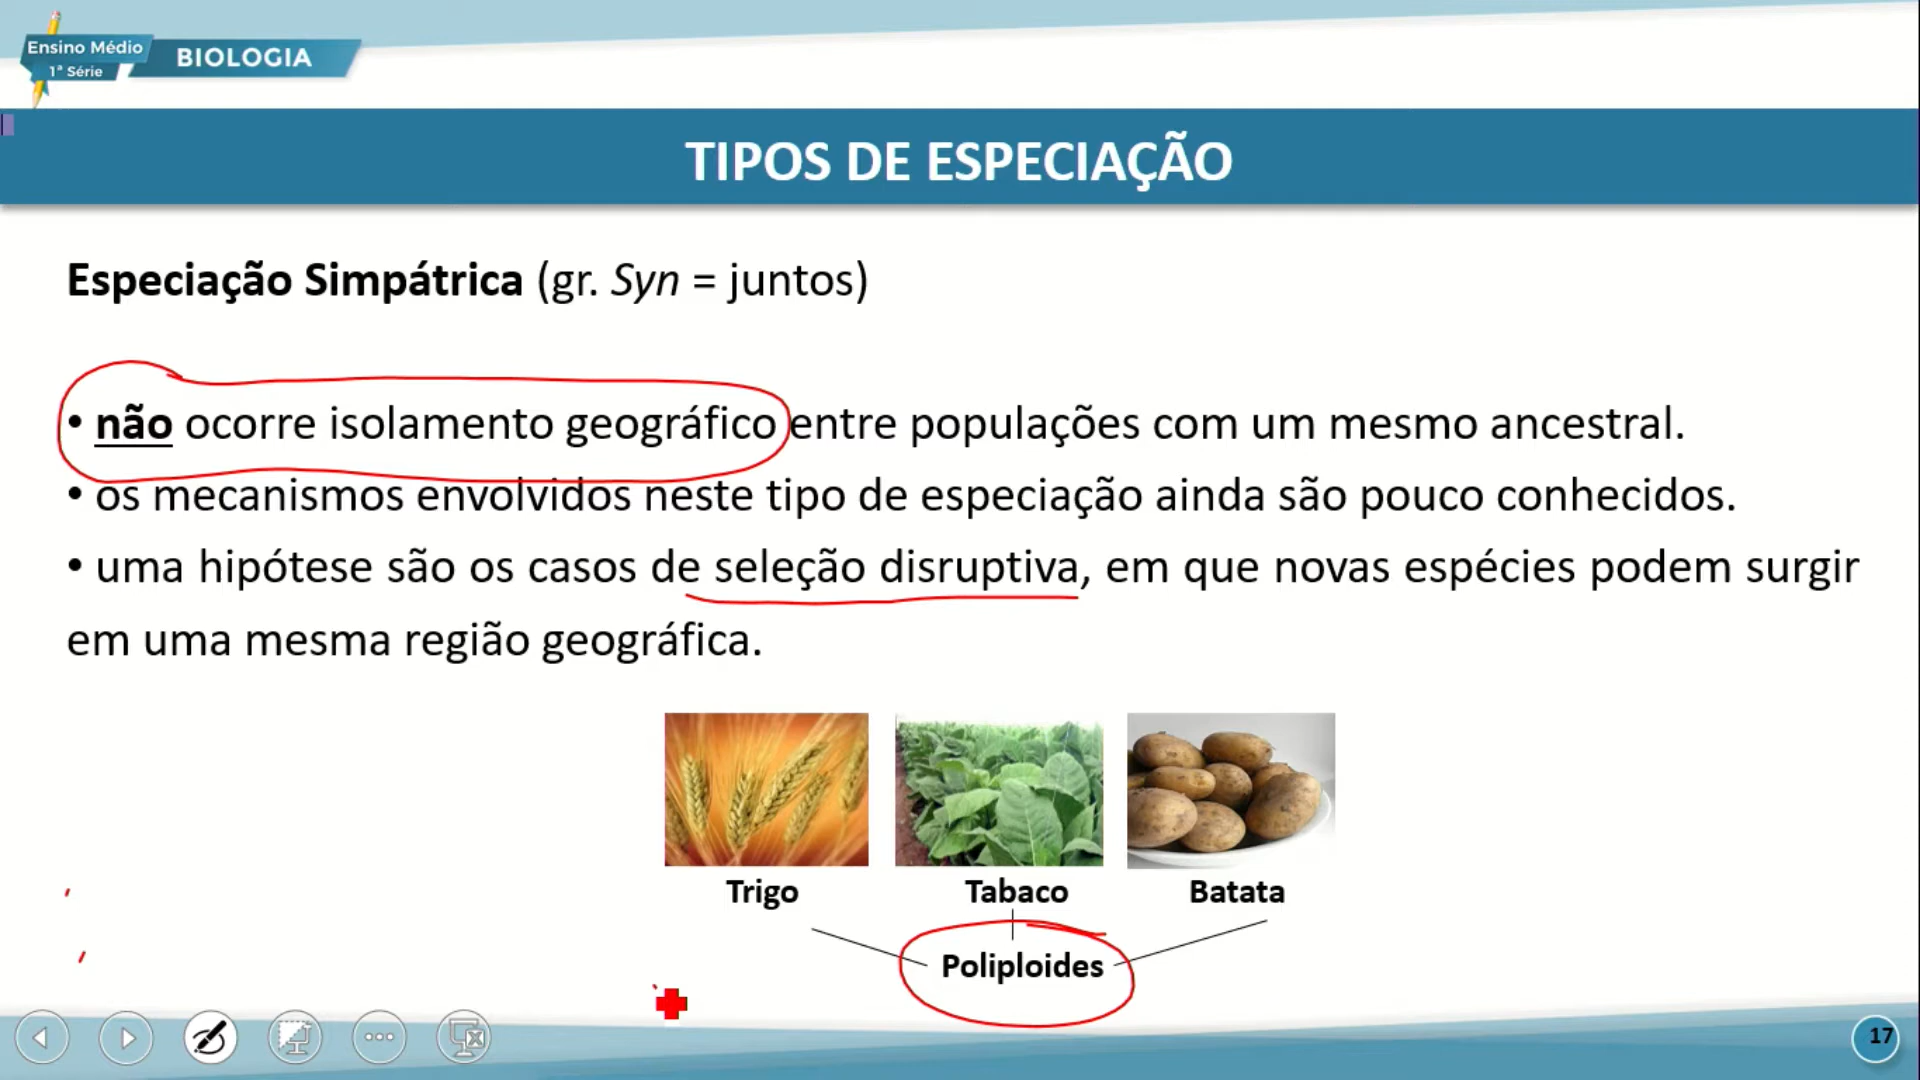 Ensino Médio
1ª Série
BIOLOGIA
TIPOS DE ESPECIAÇÃO
Especiação Simpátrica (gr. Syn = juntos)
• não ocorre isolamento geográfico entre populações com um mesmo ancestral.
• os mecanismos envolvidos neste tipo de especiação ainda são pouco conhecidos.
• uma hipótese são os casos de seleção disruptiva, em que novas espécies podem surgir
em uma mesma região geográfica.
Trigo
Tabaco
Batata
Poliploides
17